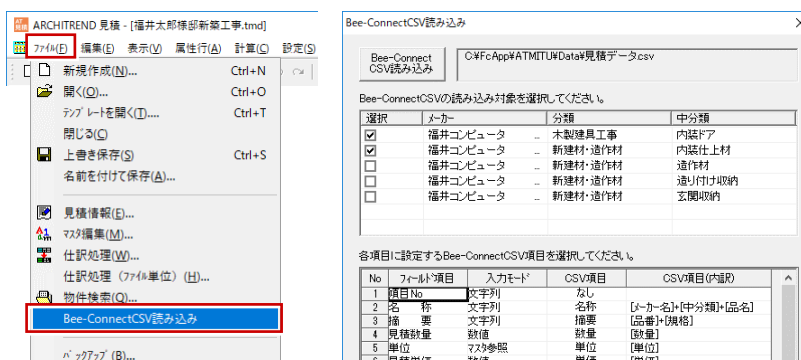 ARCHITREND 見積 - [福井太郎様邸新築工事.tmd]
ﾌｧｲﾙ(F) 編集(E) 表示(V) 属性行(A) 計算(C) 設定(S)
新規作成(N)... Ctrl+N
開く(O)... Ctrl+O
ﾃﾝﾌﾟﾚｰﾄを開く(T).... Ctrl+T
閉じる(C)
上書き保存(S) Ctrl+S
名前を付けて保存(A)...
見積情報(E)...
ﾏｽﾀ編集(M)...
仕訳処理(W)...
仕訳処理（ﾌｧｲﾙ単位）(H)...
物件検索(Q)...
Bee-ConnectCSV読み込み
ﾊﾞｯｸｱｯﾌﾟ(B)...
Bee-ConnectCSV読み込み
Bee-Connect
CSV読み込み
C:¥FcApp¥ATMITU¥Data¥見積データ.csv
Bee-ConnectCSVの読み込み対象を選択してください。
選択 メーカー 分類 中分類
福井コンピュータ ... 木製建具工事 内装ドア
福井コンピュータ ... 新建材・造作材 内装仕上材
福井コンピュータ ... 新建材・造作材 造作材
福井コンピュータ ... 新建材・造作材 造り付け収納
福井コンピュータ ... 新建材・造作材 玄関収納
各項目に設定するBee-ConnectCSV項目を選択してください。
No ﾌｨｰﾙﾄﾞ項目 入力ﾓｰﾄﾞ CSV項目 CSV項目(内訳)
1 項目No 文字列 なし
2 名 称 文字列 名称 [ﾒｰｶｰ名]+[中分類]+[品名]
3 摘 要 文字列 摘要 [品番]+[規格]
4 見積数量 数値 数量 [数量]
5 単位 ﾏｽﾀ参照 単位 [単位]